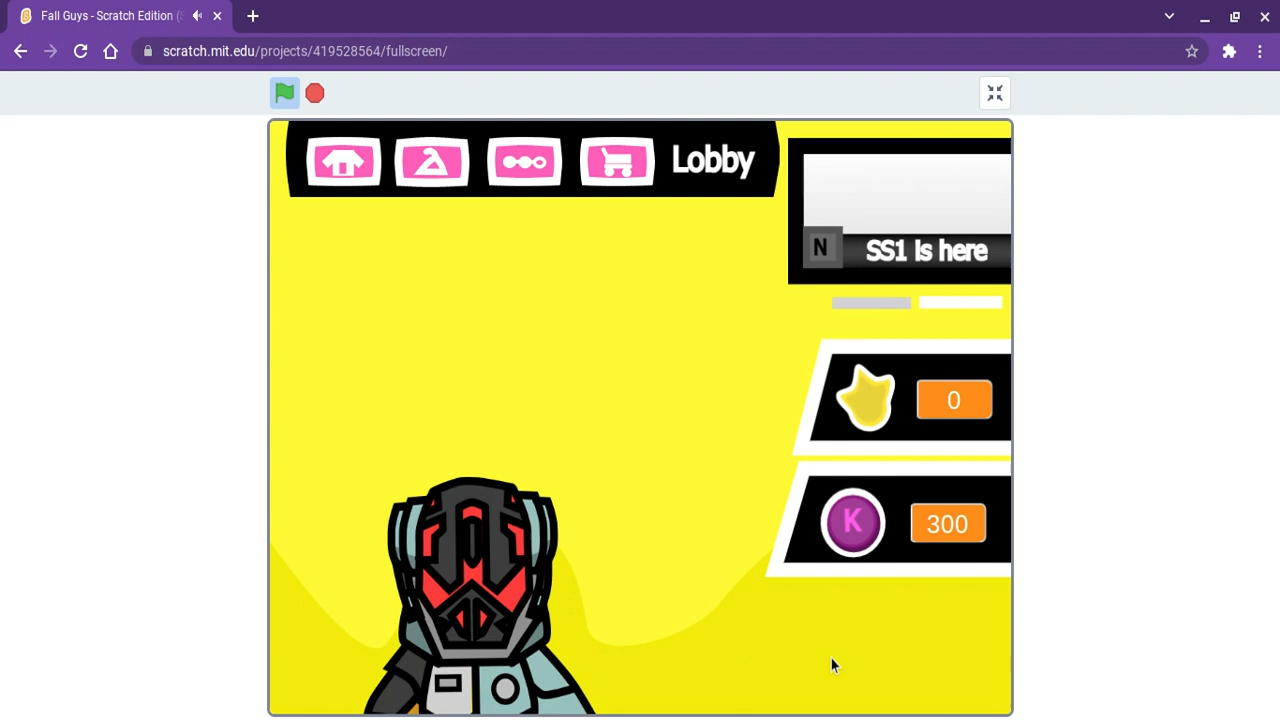 Fall Guys - Scratch Edition (
scratch.mit.edu/projects/419528564/fullscreen/
Lobby
N
SS1 Is here
0
K
300